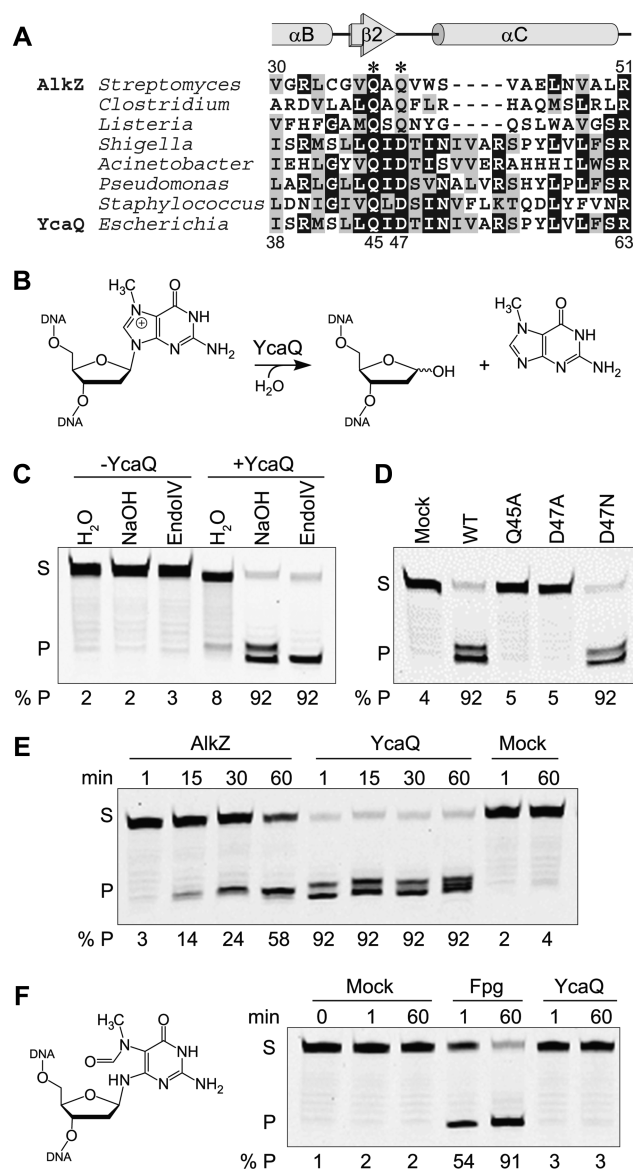 A
αB β2 αC
* *
30 51
AlkZ Streptomyces VGRLCGVQAQVWS----VAELNVALR
Clostridium ARDVLALQAQFLR----HAQMSLRLR
Listeria VFHFGAMQSQNYG----QSLWAVGSR
Shigella ISRMSLLQIDTINIVARSPYLVLFSR
Acinetobacter IEHLGYVQIDTISVVERAHHHILWSR
Pseudomonas LARLGLLQIDSVNALVRSHYLPLFSR
Staphylococcus LDNIGIVQLDSINVFLKTQDLYFVNR
YcaQ Escherichia ISRMSLLQIDTINIVARSPYLVLFSR
38 45 47 63
B
H3C O
DNA N NH
O N N NH2
O
O
DNA
YcaQ
H2O
DNA
O
O OH
O
DNA
+
H3C O
N NH
N N NH2
C
-YcaQ +YcaQ
H2O NaOH EndoIV H2O NaOH EndoIV
S
P
% P 2 2 3 8 92 92
D
Mock WT Q45A D47A D47N
S
P
% P 4 92 5 5 92
E
AlkZ YcaQ Mock
min 1 15 30 60 1 15 30 60 1 60
S
P
% P 3 14 24 58 92 92 92 92 2 4
F
H3C O
N NH
O
DNA HN N NH2
O
O
O
DNA
Mock Fpg YcaQ
min 0 1 60 1 60 1 60
S
P
% P 1 2 2 54 91 3 3